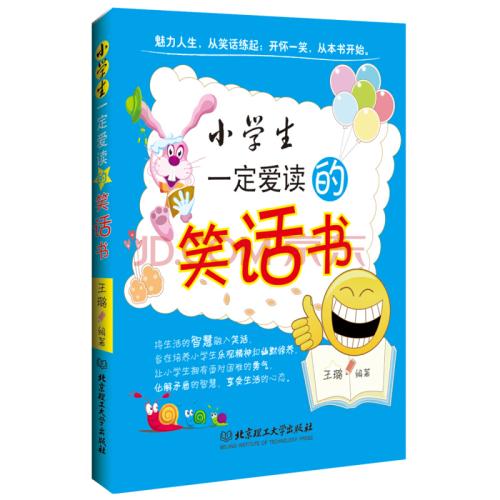 小学生
一定爱读的
笑话书
王璐 编著
北京理工大学出版社
魅力人生，从笑话练起；开怀一笑，从本书开始。
小学生
一定爱读的
笑话书
JD.COM 京东
将生活的智慧融入笑话，
旨在培养小学生乐观精神和幽默修养，
让小学生拥有面对困难的勇气，
化解矛盾的智慧，享受生活的心态。
王璐·编著
北京理工大学出版社
BEIJING INSTITUTE OF TECHNOLOGY PRESS